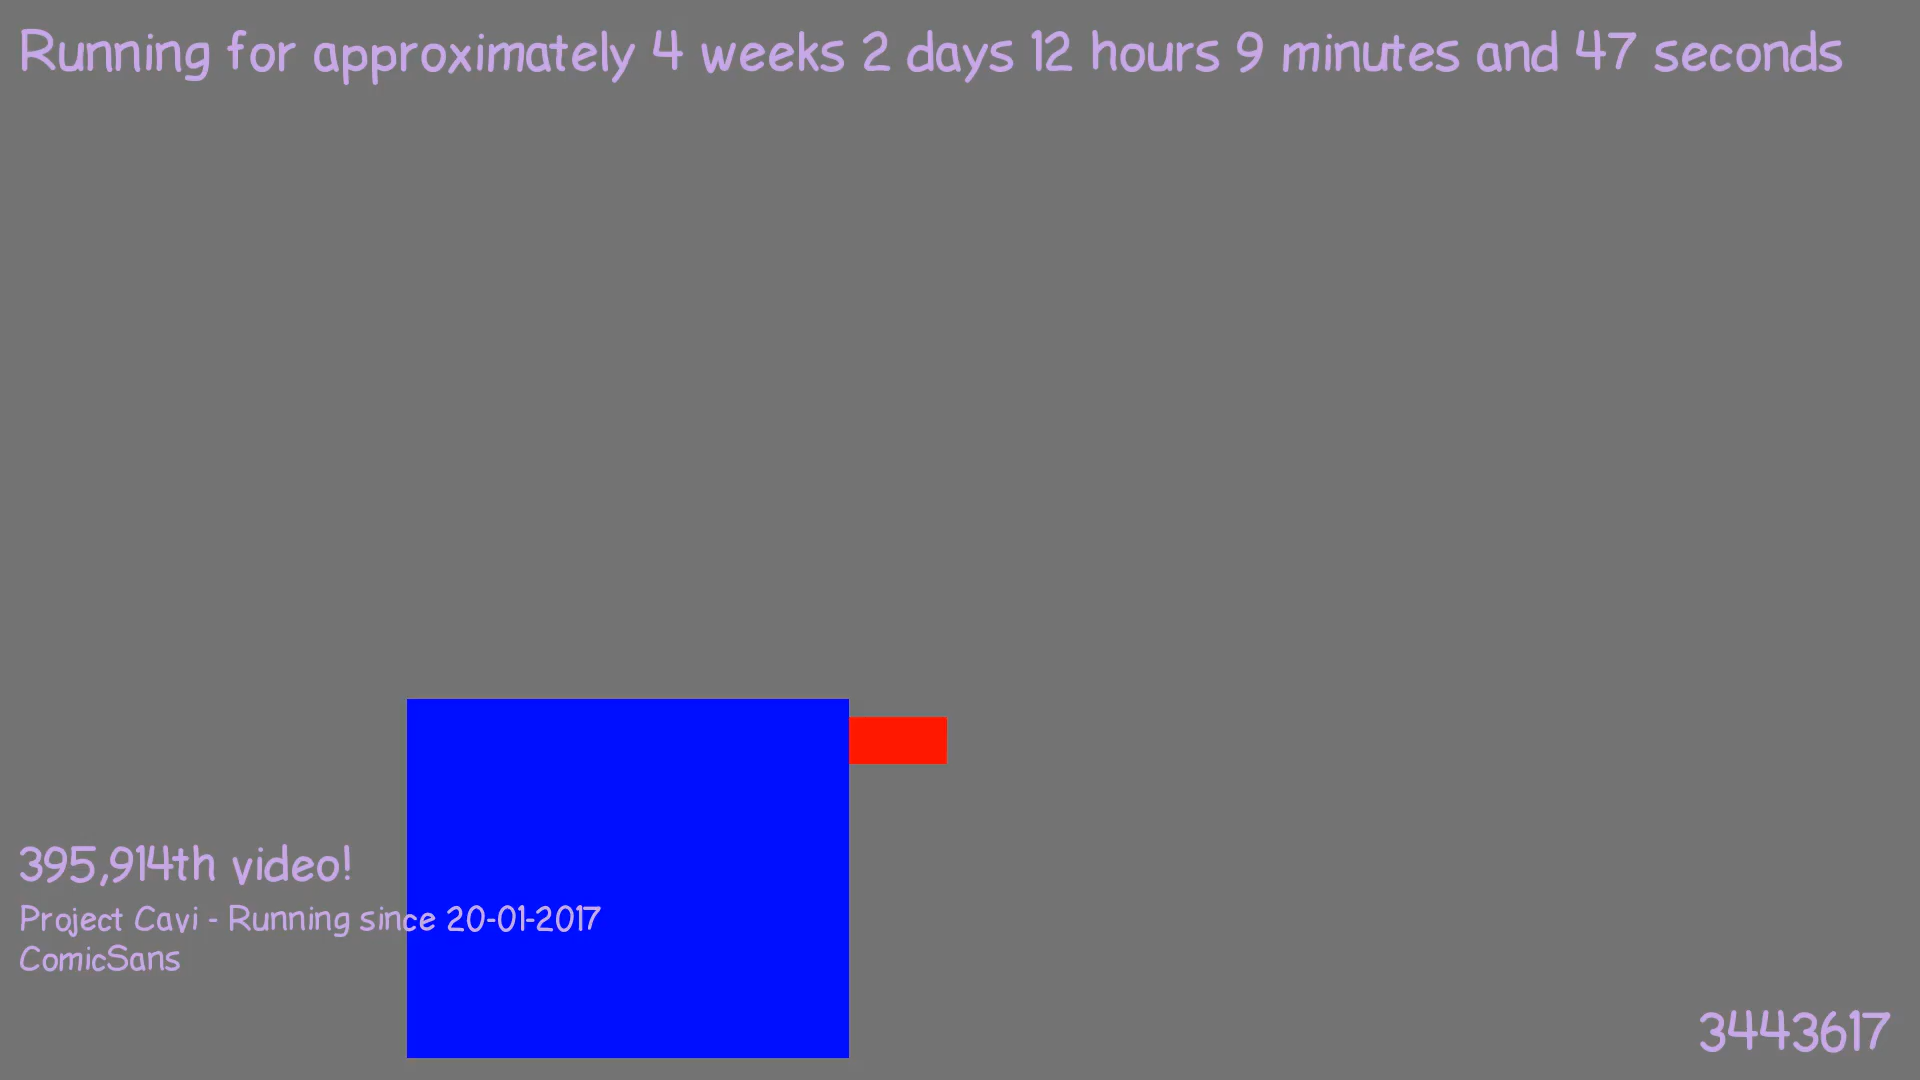 Running for approximately 4 weeks 2 days 12 hours 9 minutes and 47 seconds
395,914th video!
Project Cavi - Running since 20-01-2017
ComicSans
3443617